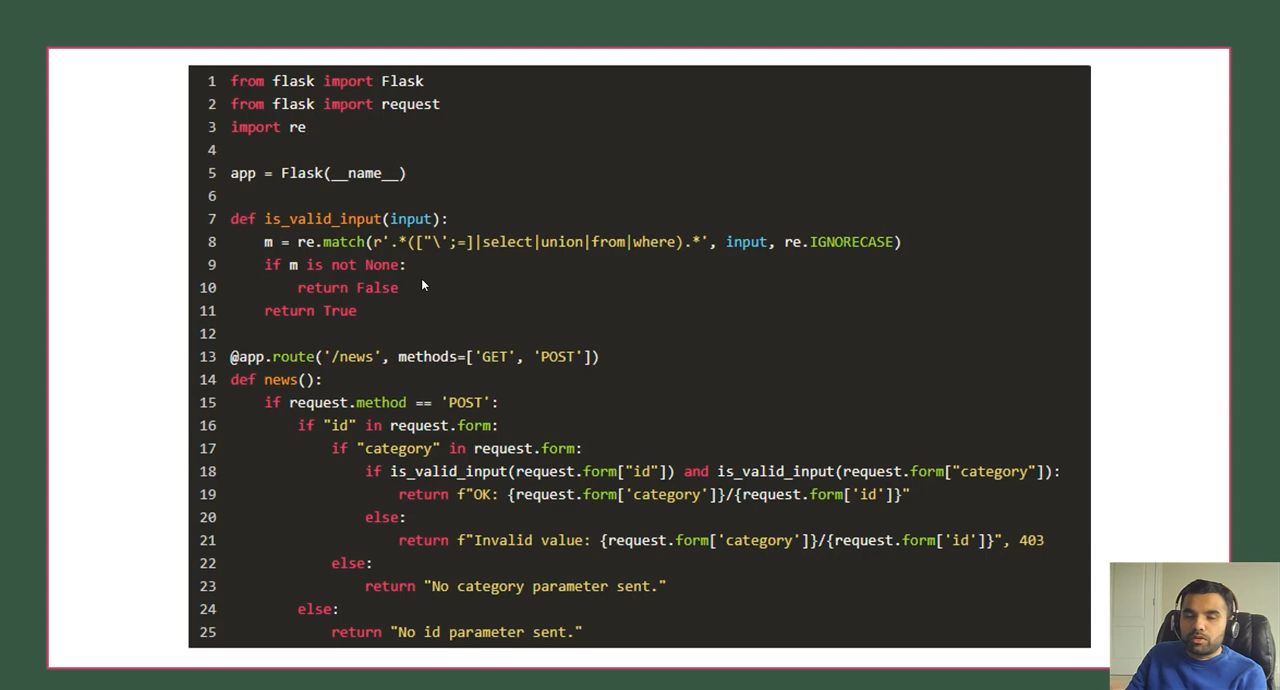 1 from flask import Flask
2 from flask import request
3 import re
4
5 app = Flask(__name__)
6
7 def is_valid_input(input):
8     m = re.match(r'.*(["\';=]|select|union|from|where).*', input, re.IGNORECASE)
9     if m is not None:
10         return False
11     return True
12
13 @app.route('/news', methods=['GET', 'POST'])
14 def news():
15     if request.method == 'POST':
16         if "id" in request.form:
17             if "category" in request.form:
18                 if is_valid_input(request.form["id"]) and is_valid_input(request.form["category"]):
19                     return f"OK: {request.form['category']}/{request.form['id']}"
20                 else:
21                     return f"Invalid value: {request.form['category']}/{request.form['id']}", 403
22             else:
23                 return "No category parameter sent."
24         else:
25             return "No id parameter sent."